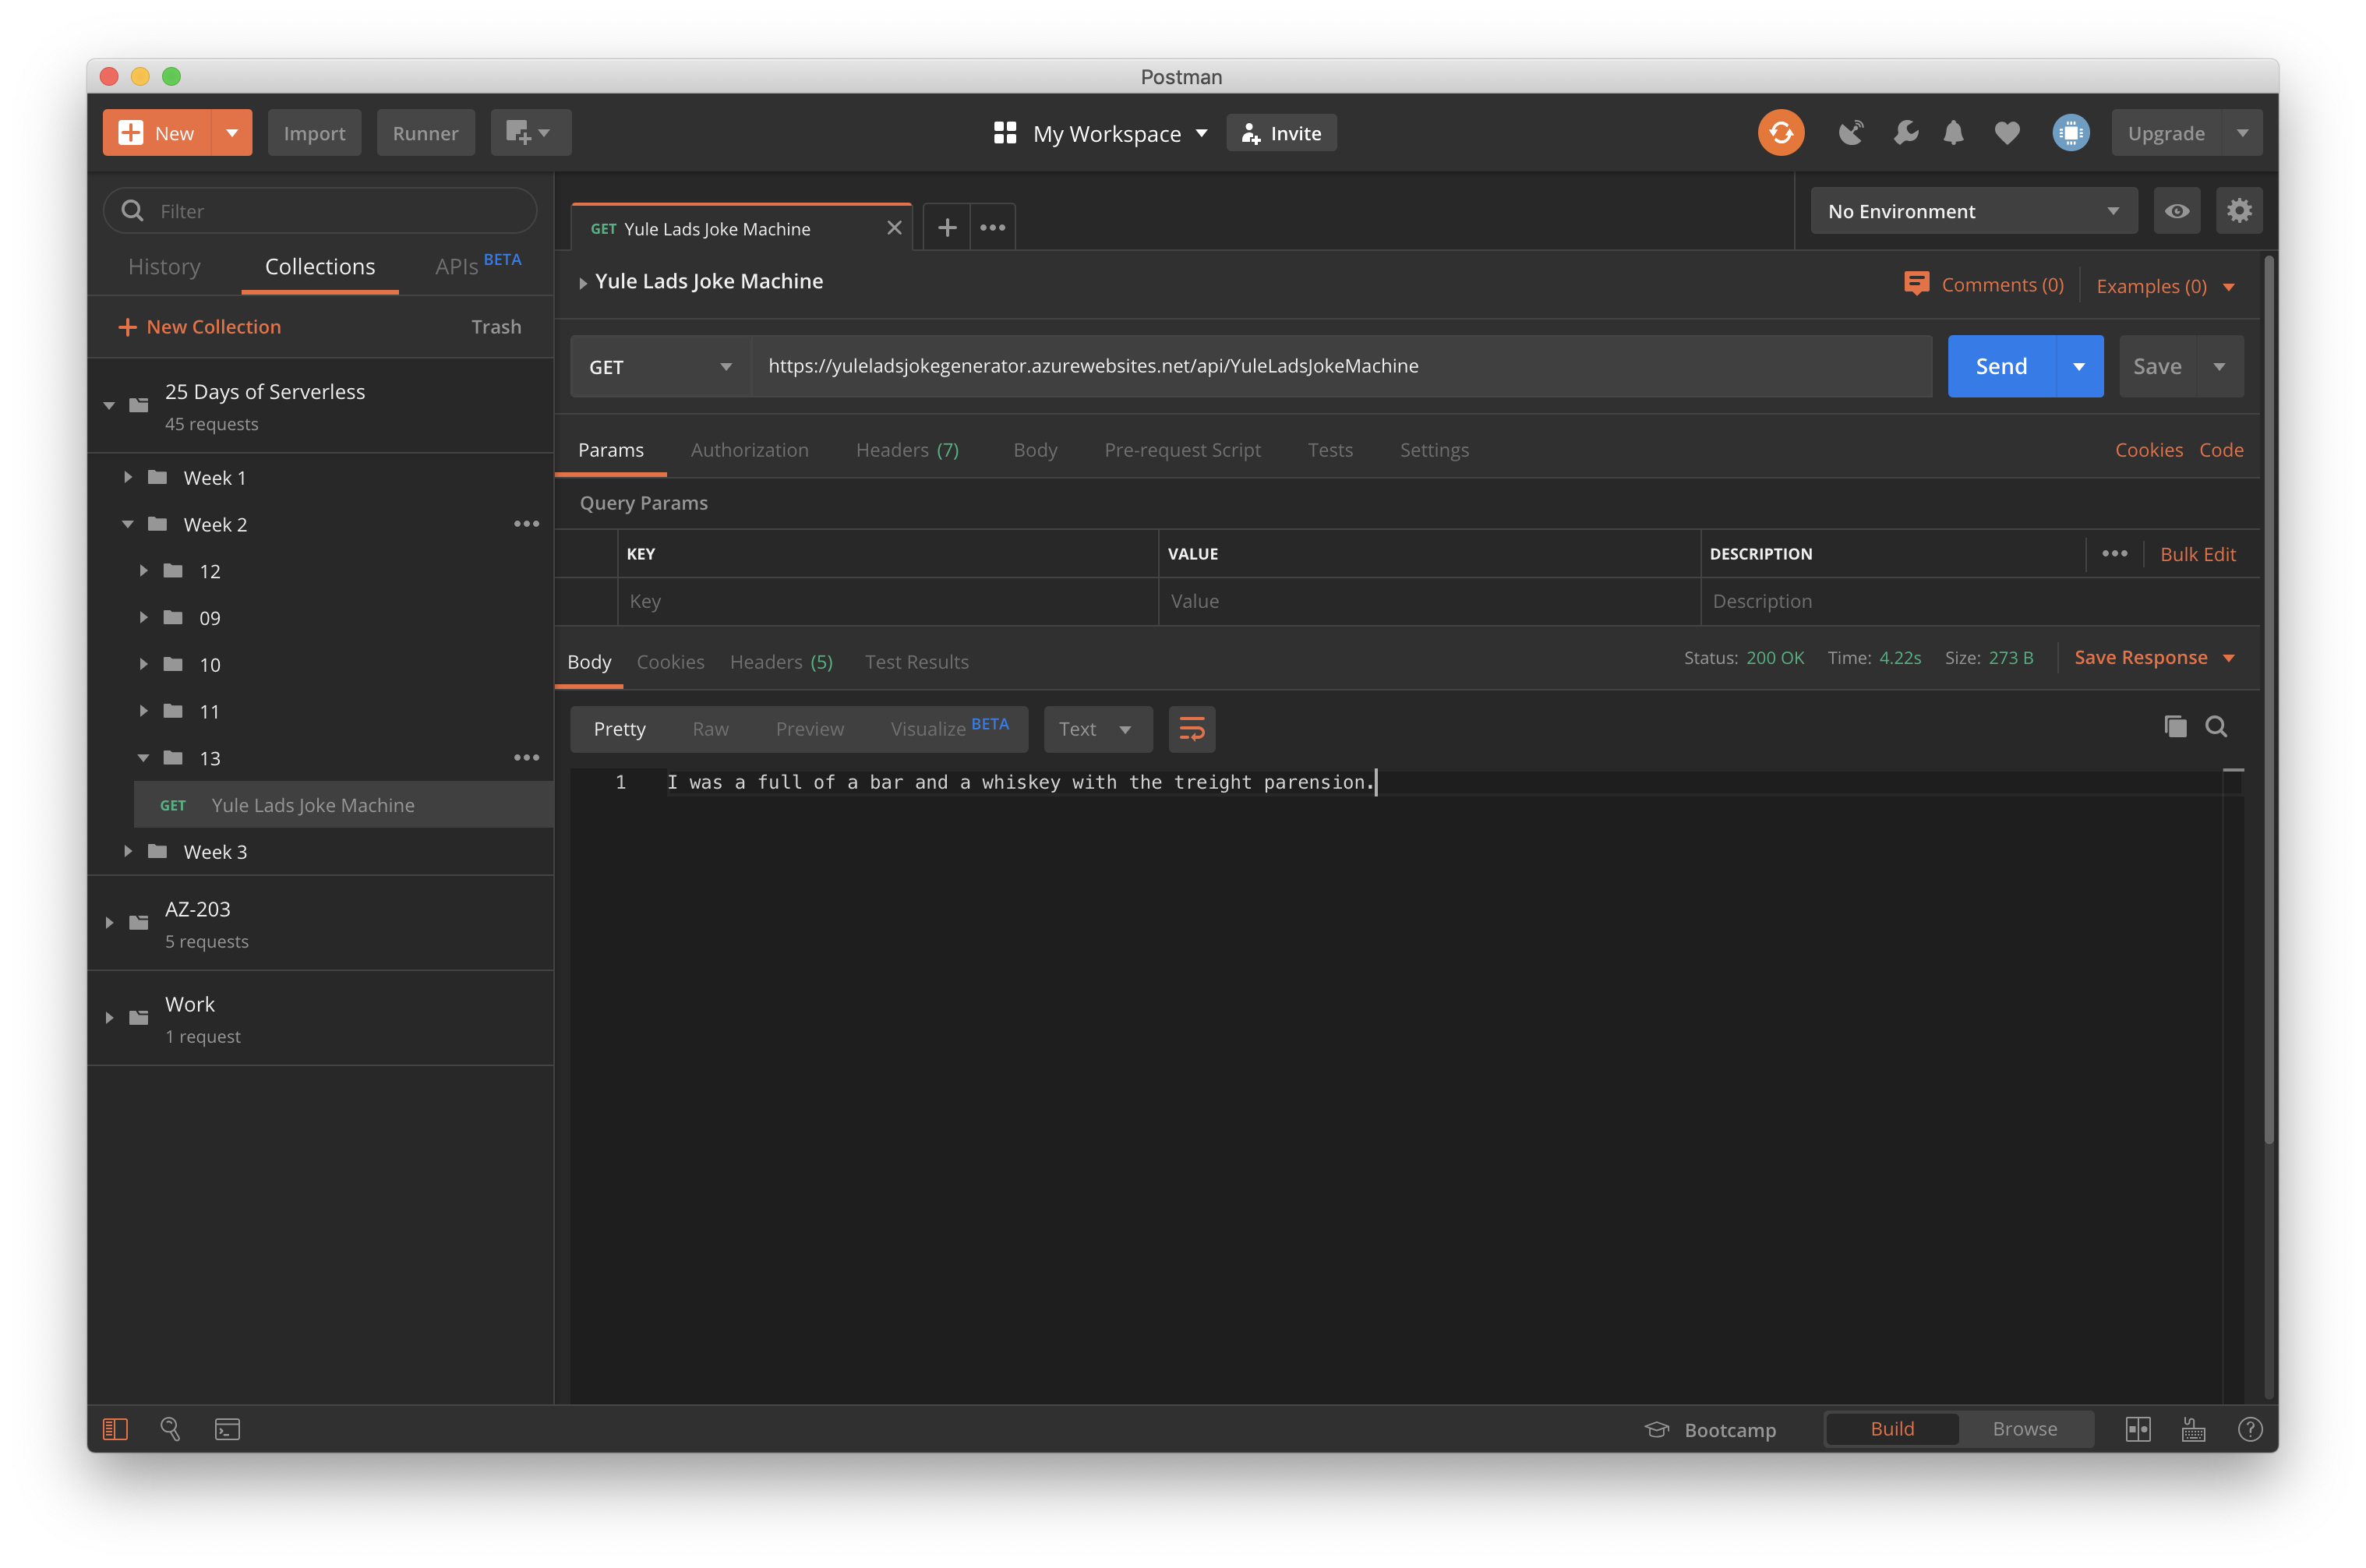 Postman
New
Import
Runner
My Workspace
Invite
Upgrade
Filter
History
Collections
APIs BETA
New Collection
Trash
25 Days of Serverless
45 requests
Week 1
Week 2
12
09
10
11
13
GET Yule Lads Joke Machine
Week 3
AZ-203
5 requests
Work
1 request
GET Yule Lads Joke Machine
No Environment
Yule Lads Joke Machine
Comments (0)
Examples (0)
GET
https://yuleladsjokegenerator.azurewebsites.net/api/YuleLadsJokeMachine
Send
Save
Params
Authorization
Headers (7)
Body
Pre-request Script
Tests
Settings
Cookies
Code
Query Params
KEY
VALUE
DESCRIPTION
Bulk Edit
Key
Value
Description
Body
Cookies
Headers (5)
Test Results
Status: 200 OK
Time: 4.22s
Size: 273 B
Save Response
Pretty
Raw
Preview
Visualize BETA
Text
1 I was a full of a bar and a whiskey with the treight parension.
Bootcamp
Build
Browse